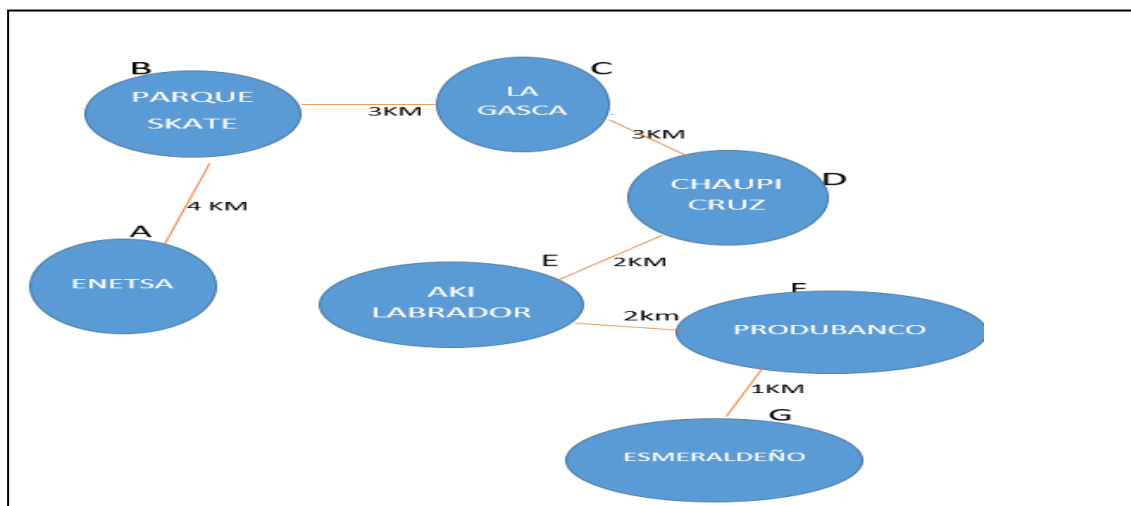 B
PARQUE
SKATE
3KM
C
LA
GASCA
3KM
CHAUPI
CRUZ
D
4 KM
A
ENETSA
E
2KM
AKI
LABRADOR
2km
F
PRODUBANCO
1KM
G
ESMERALDEÑO